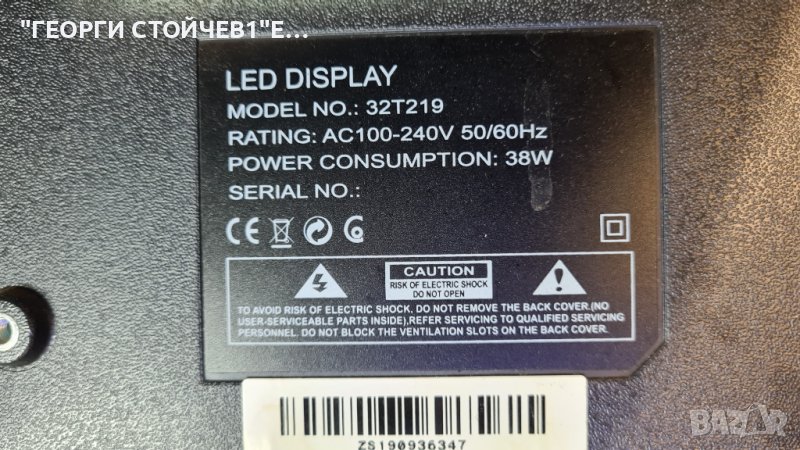 "ГЕОРГИ СТОЙЧЕВ1"Е...
LED DISPLAY
MODEL NO.: 32T219
RATING: AC100-240V 50/60Hz
POWER CONSUMPTION: 38W
SERIAL NO.:
CE
CAUTION
RISK OF ELECTRIC SHOCK
DO NOT OPEN
TO AVOID RISK OF ELECTRIC SHOCK, DO NOT REMOVE THE BACK COVER.(NO
USER-SERVICEABLE PARTS INSIDE),REFER SERVICING TO QUALIFIED SERVICING
PERSONNEL. DO NOT BLOCK THE VENTILATION SLOTS ON THE BACK COVER.
ZS190936347
BAZAR